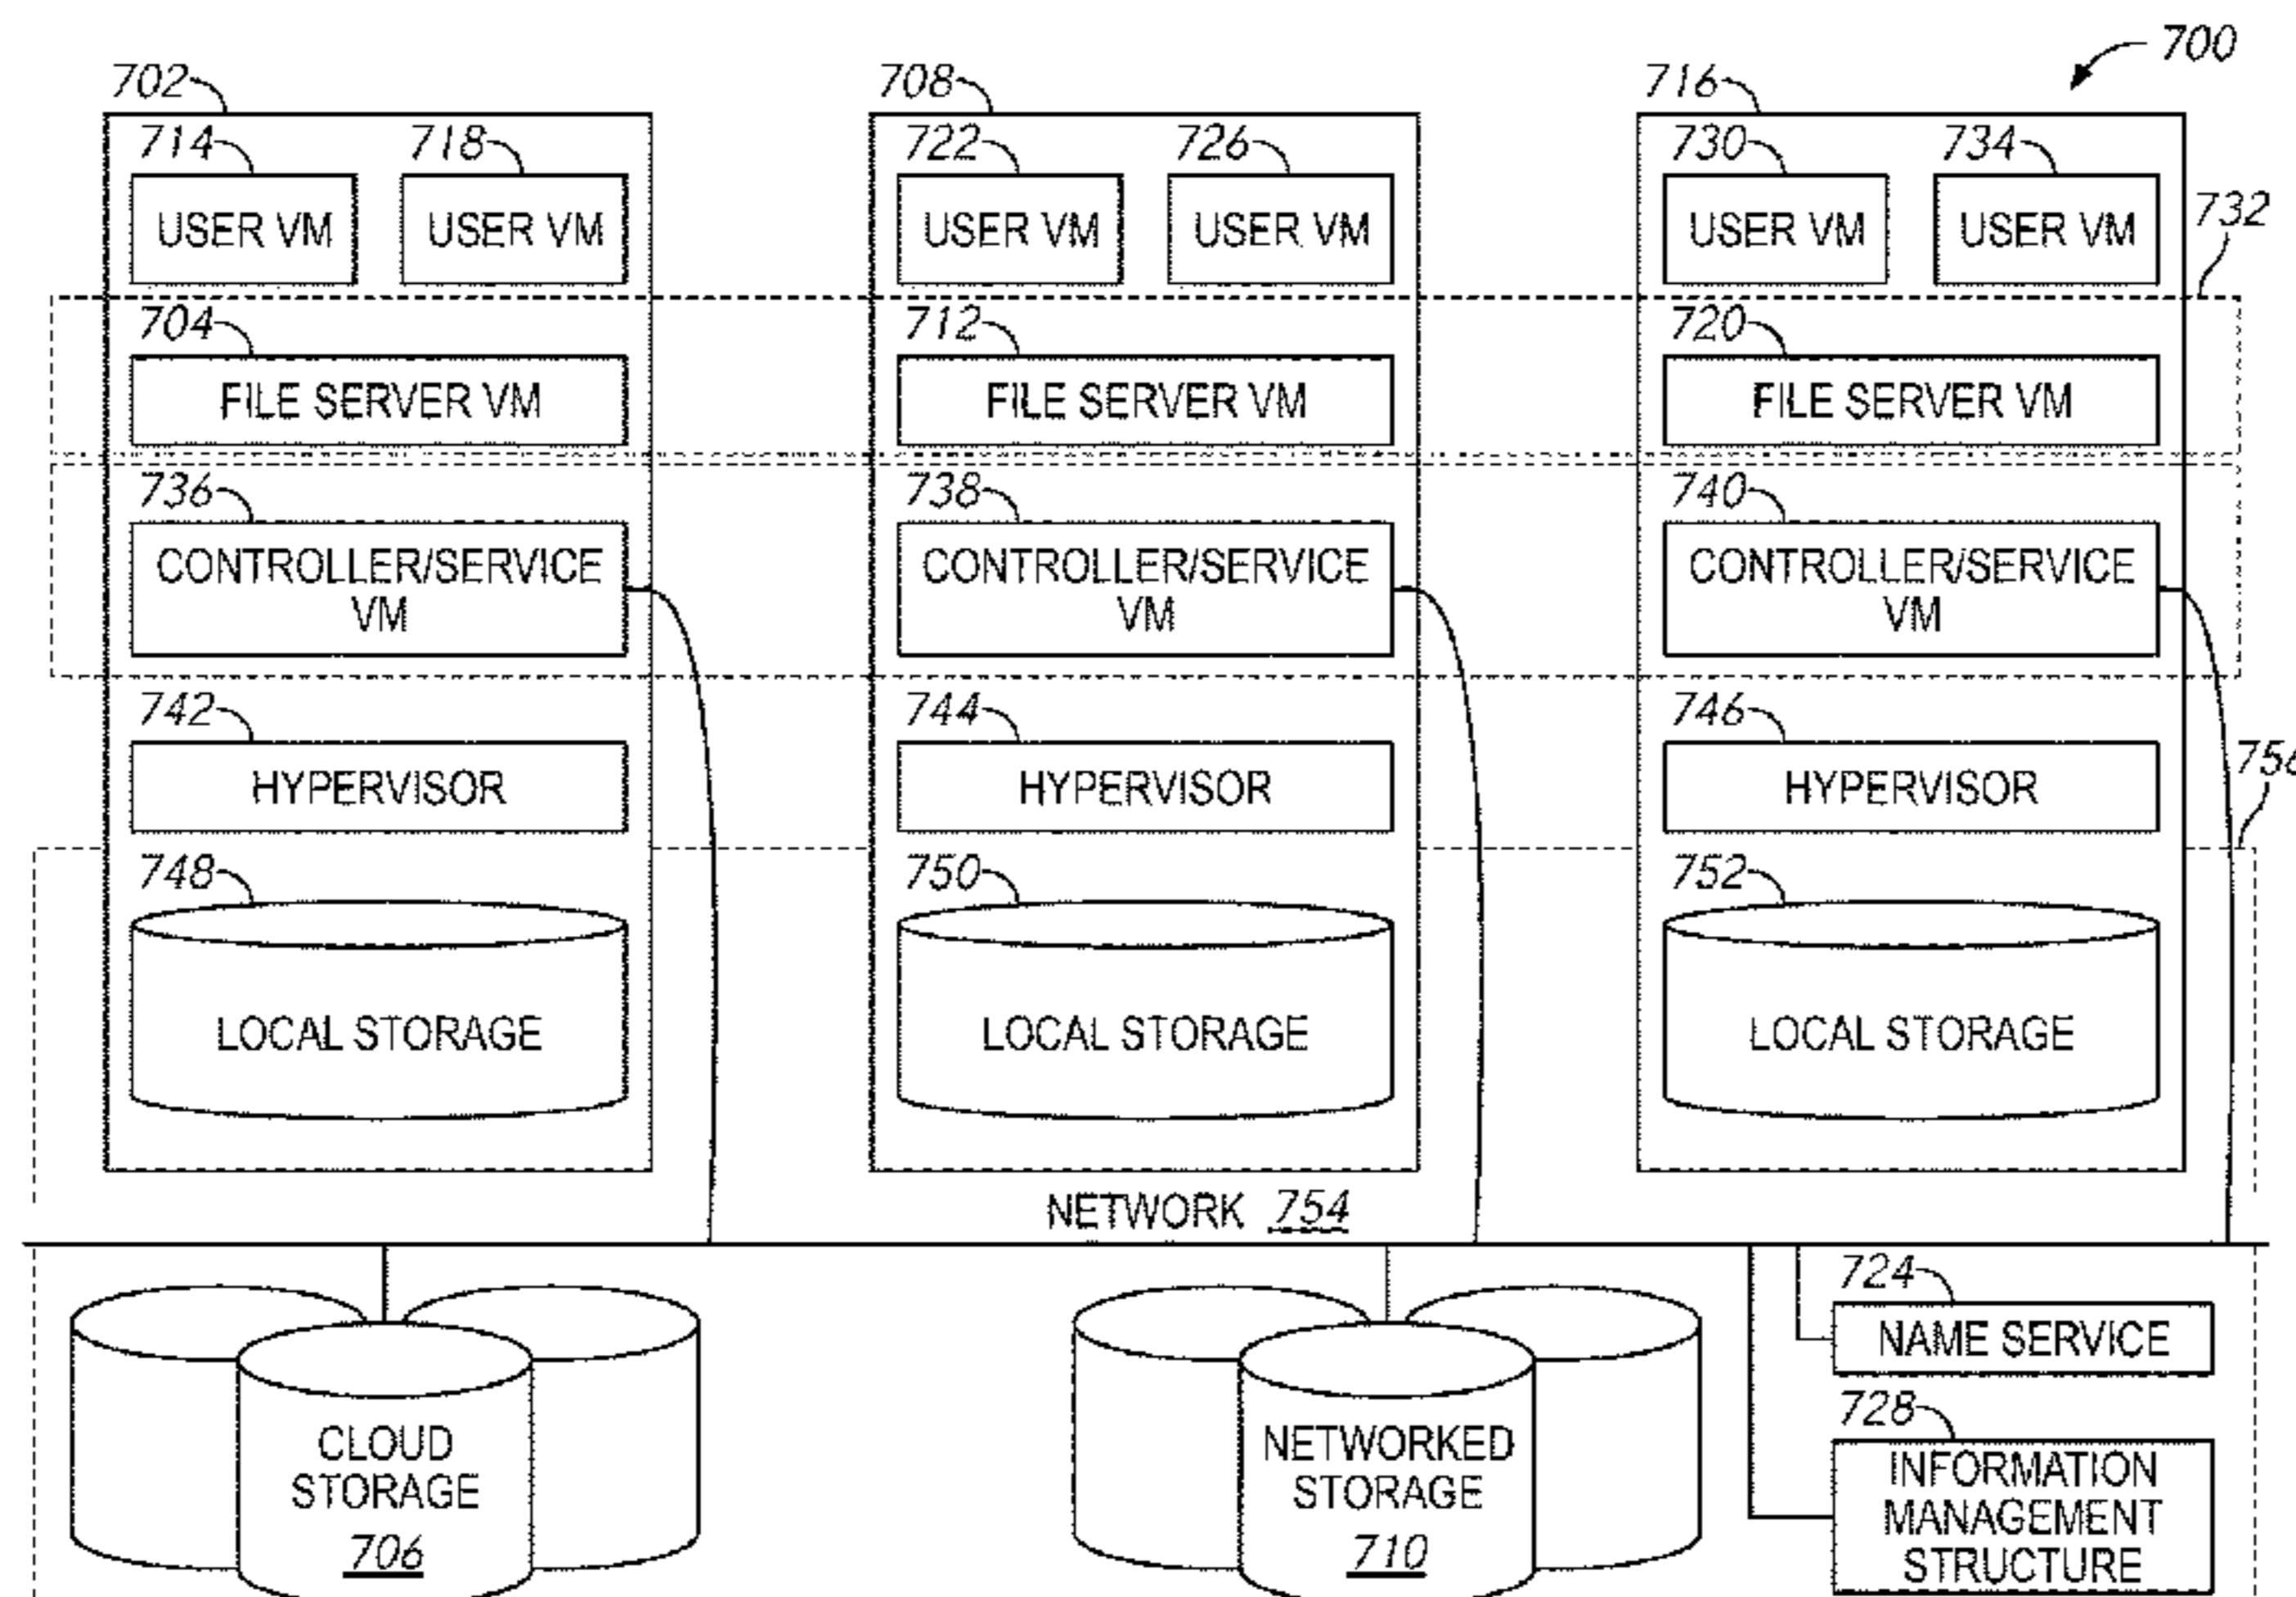 700
702
708
716
714
718
722
726
730
734
USER VM
USER VM
USER VM
USER VM
USER VM
USER VM
732
704
712
720
FILE SERVER VM
FILE SERVER VM
FILE SERVER VM
736
738
740
CONTROLLER/SERVICE
VM
CONTROLLER/SERVICE
VM
CONTROLLER/SERVICE
VM
742
744
746
HYPERVISOR
HYPERVISOR
HYPERVISOR
756
748
750
752
LOCAL STORAGE
LOCAL STORAGE
LOCAL STORAGE
NETWORK 754
724
NAME SERVICE
728
INFORMATION
MANAGEMENT
STRUCTURE
CLOUD
STORAGE
706
NETWORKED
STORAGE
710